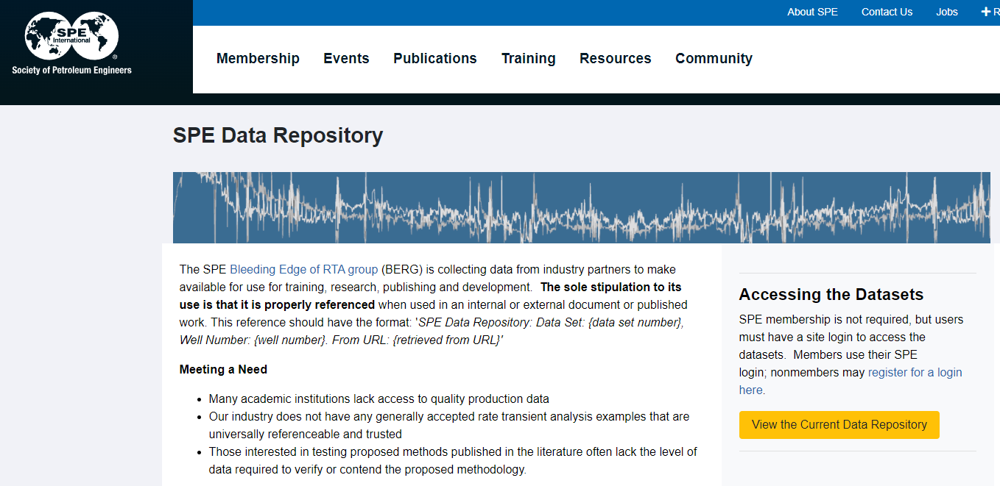 SPE
International
®
Society of Petroleum Engineers
About SPE Contact Us Jobs + R
Membership Events Publications Training Resources Community
SPE Data Repository
The SPE Bleeding Edge of RTA group (BERG) is collecting data from industry partners to make
available for use for training, research, publishing and development. The sole stipulation to its
use is that it is properly referenced when used in an internal or external document or published
work. This reference should have the format: 'SPE Data Repository: Data Set: {data set number},
Well Number: {well number}. From URL: {retrieved from URL}'
Meeting a Need
• Many academic institutions lack access to quality production data
• Our industry does not have any generally accepted rate transient analysis examples that are
universally referenceable and trusted
• Those interested in testing proposed methods published in the literature often lack the level of
data required to verify or contend the proposed methodology.
Accessing the Datasets
SPE membership is not required, but users
must have a site login to access the
datasets. Members use their SPE
login; nonmembers may register for a login
here.
View the Current Data Repository